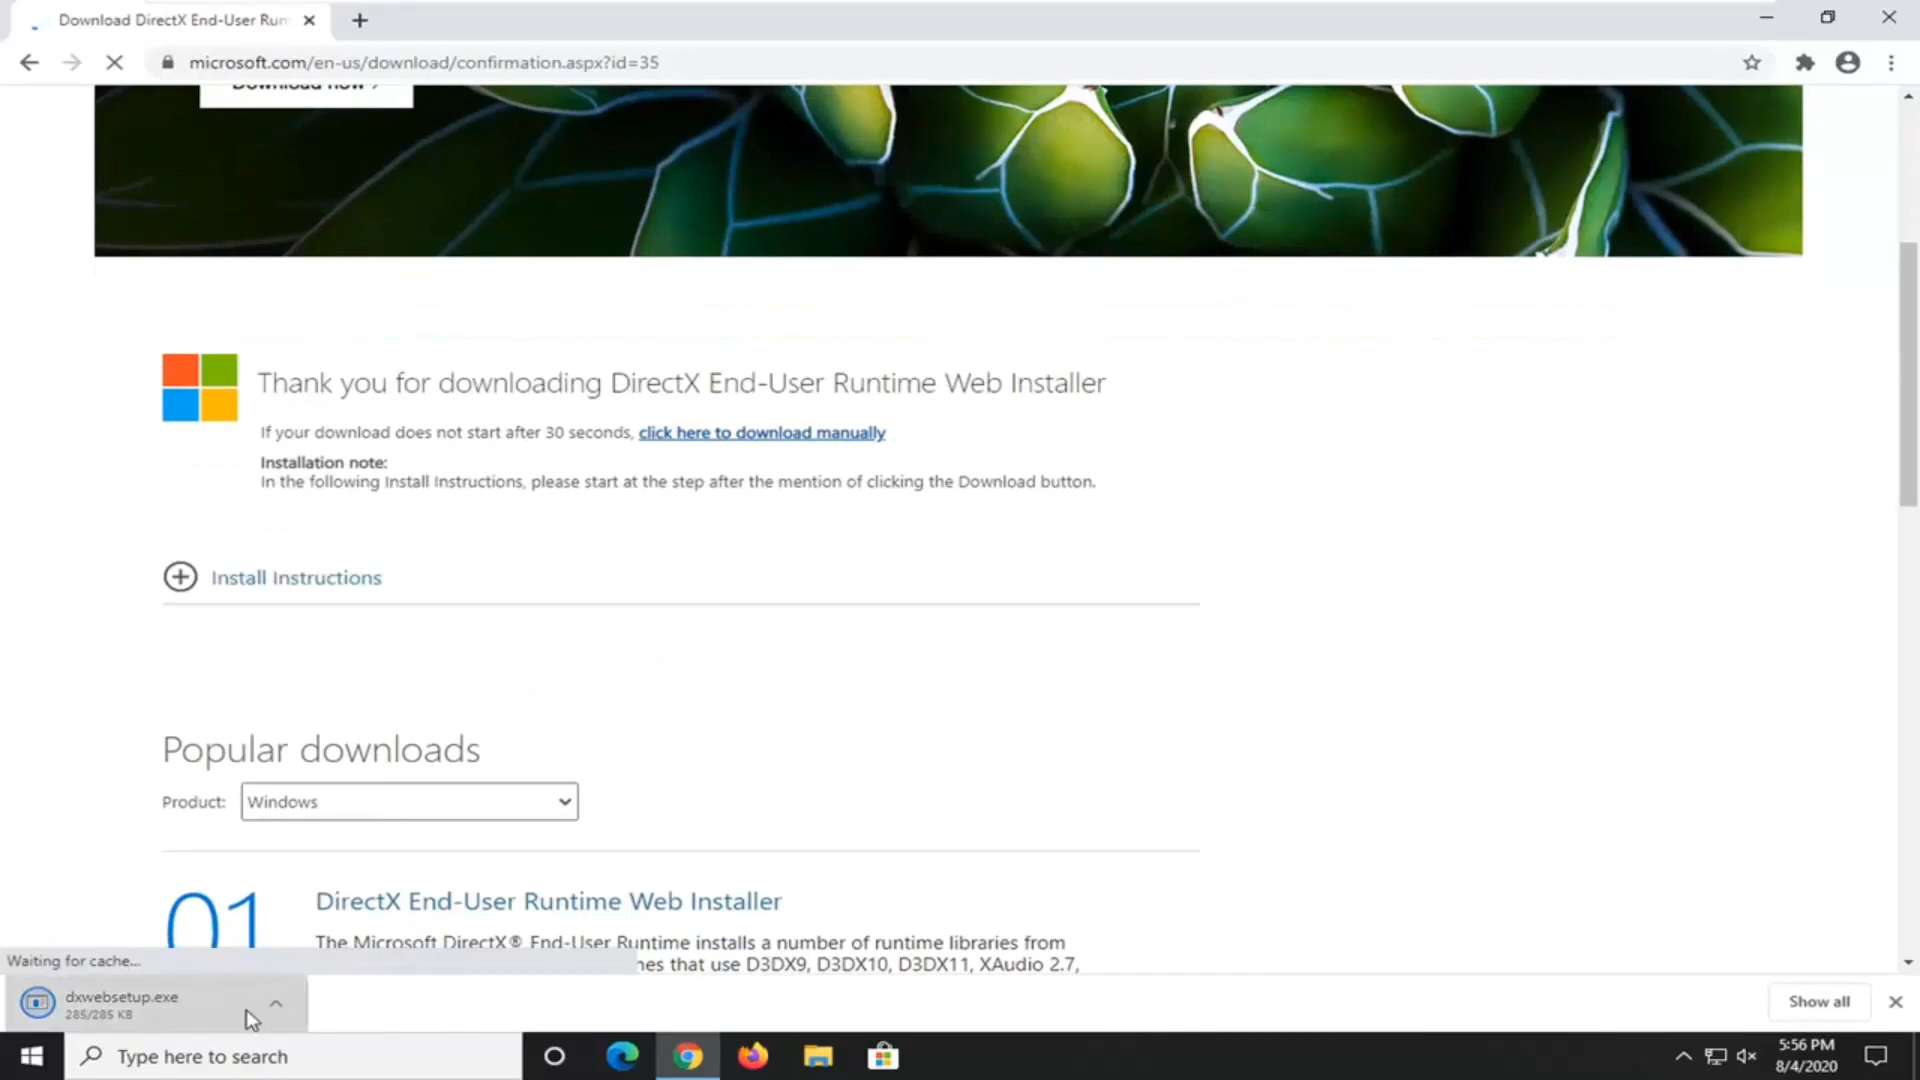 Download DirectX End-User Run
microsoft.com/en-us/download/confirmation.aspx?id=35
Download now
Thank you for downloading DirectX End-User Runtime Web Installer
If your download does not start after 30 seconds, click here to download manually
Installation note:
In the following Install Instructions, please start at the step after the mention of clicking the Download button.
Install Instructions
Popular downloads
Product: Windows
01
DirectX End-User Runtime Web Installer
The Microsoft DirectX® End-User Runtime installs a number of runtime libraries from
nes that use D3DX9, D3DX10, D3DX11, XAudio 2.7,
Waiting for cache...
dxwebsetup.exe
285/285 KB
Show all
Type here to search
5:56 PM
8/4/2020